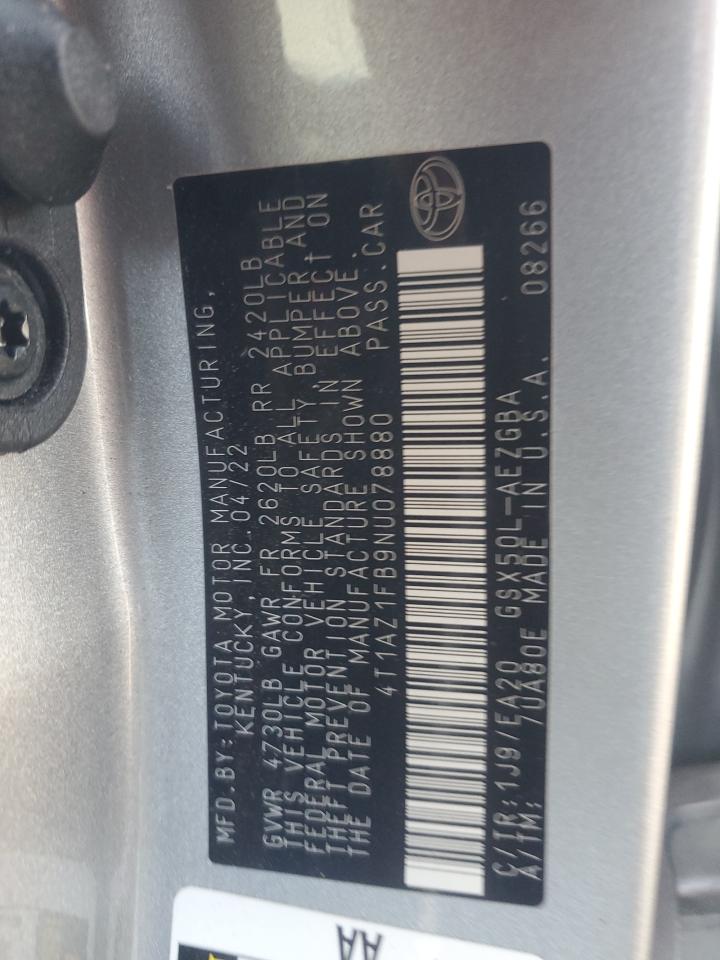 MFD.BY:TOYOTA MOTOR MANUFACTURING,
KENTUCKY INC.04/22
GVWR 4730LB GAWR FR 2620LB RR 2420LB
THIS VEHICLE CONFORMS TO ALL APPLICABLE
FEDERAL MOTOR VEHICLE SAFETY, BUMPER, AND
THEFT PREVENTION STANDARDS IN EFFECT ON
THE DATE OF MANUFACTURE SHOWN ABOVE.
4T1AZ1FB9NU078880 PASS.CAR
C/TR:1J9/EA20 GSX50L-AEZGBA
A/TM: 70A80E MADE IN U.S.A. 08266
AA